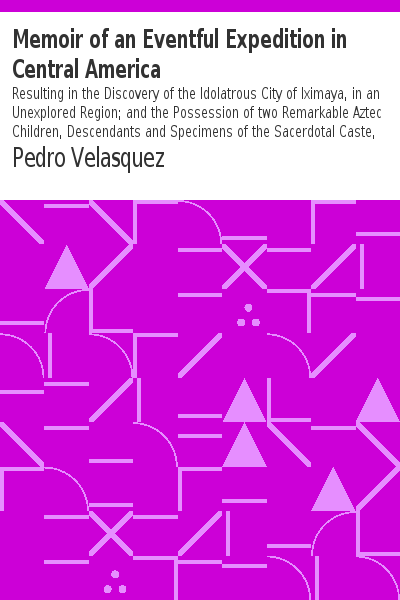 Memoir of an Eventful Expedition in
Central America
Resulting in the Discovery of the Idolatrous City of Iximaya, in an
Unexplored Region; and the Possession of two Remarkable Aztec
Children, Descendants and Specimens of the Sacerdotal Caste,
Pedro Velasquez